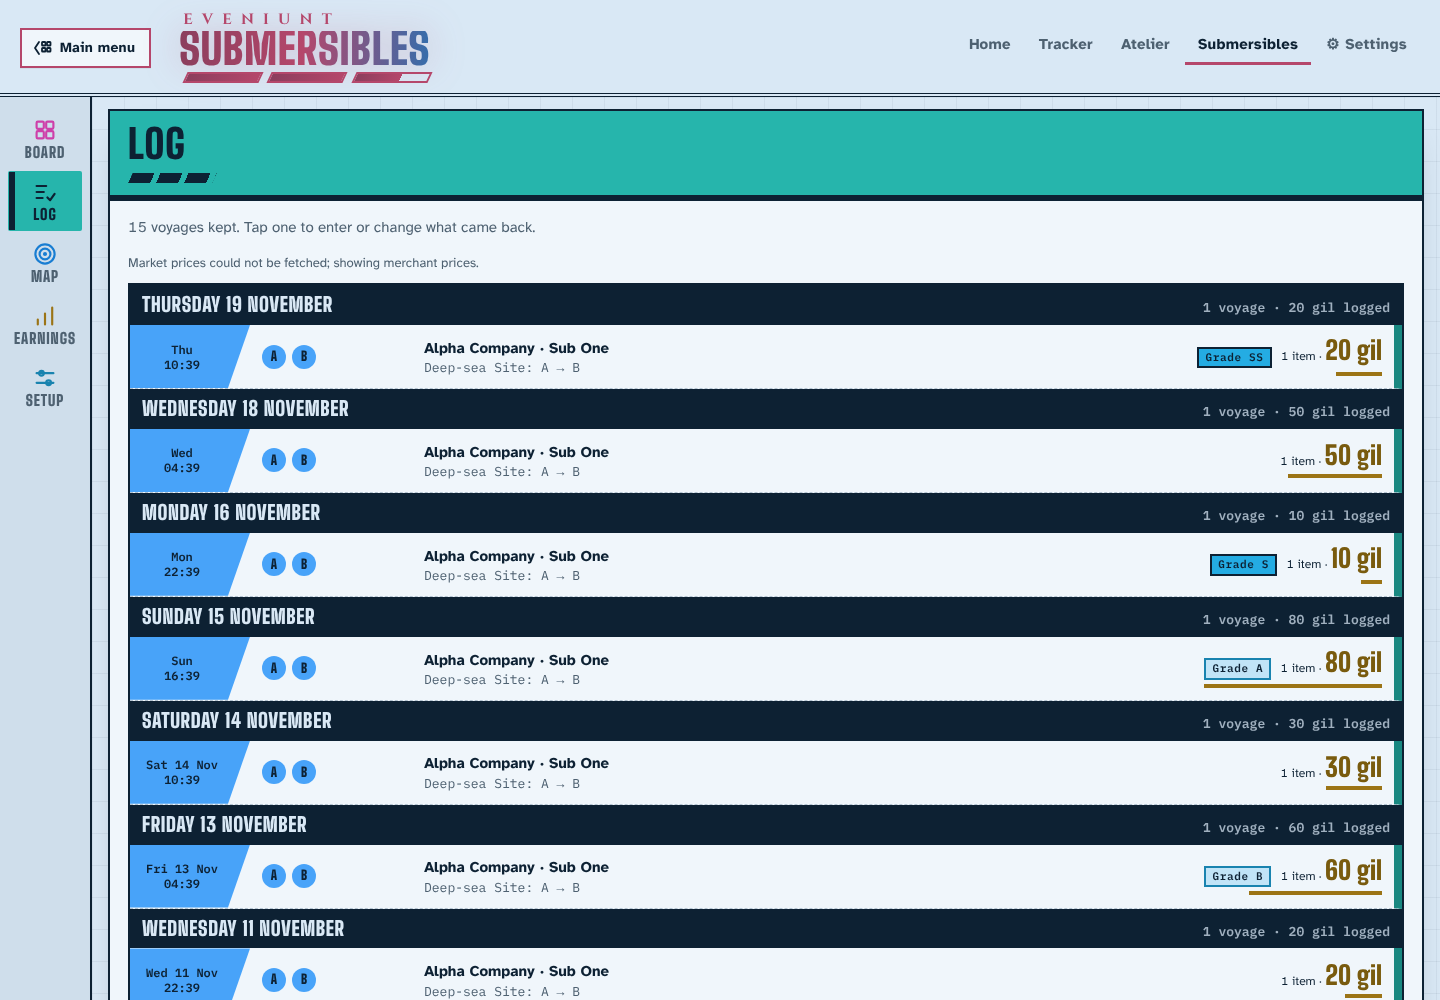 Main menu
EVENIUNT
SUBMERSIBLES
Home Tracker Atelier Submersibles ⚙ Settings
BOARD
LOG
MAP
EARNINGS
SETUP
LOG
15 voyages kept. Tap one to enter or change what came back.
Market prices could not be fetched; showing merchant prices.
THURSDAY 19 NOVEMBER 1 voyage · 20 gil logged
Thu
10:39
A B
Alpha Company · Sub One
Deep-sea Site: A → B
Grade SS 1 item · 20 gil
WEDNESDAY 18 NOVEMBER 1 voyage · 50 gil logged
Wed
04:39
A B
Alpha Company · Sub One
Deep-sea Site: A → B
1 item · 50 gil
MONDAY 16 NOVEMBER 1 voyage · 10 gil logged
Mon
22:39
A B
Alpha Company · Sub One
Deep-sea Site: A → B
Grade S 1 item · 10 gil
SUNDAY 15 NOVEMBER 1 voyage · 80 gil logged
Sun
16:39
A B
Alpha Company · Sub One
Deep-sea Site: A → B
Grade A 1 item · 80 gil
SATURDAY 14 NOVEMBER 1 voyage · 30 gil logged
Sat 14 Nov
10:39
A B
Alpha Company · Sub One
Deep-sea Site: A → B
1 item · 30 gil
FRIDAY 13 NOVEMBER 1 voyage · 60 gil logged
Fri 13 Nov
04:39
A B
Alpha Company · Sub One
Deep-sea Site: A → B
Grade B 1 item · 60 gil
WEDNESDAY 11 NOVEMBER 1 voyage · 20 gil logged
Wed 11 Nov
22:39
A B
Alpha Company · Sub One
Deep-sea Site: A → B
1 item · 20 gil